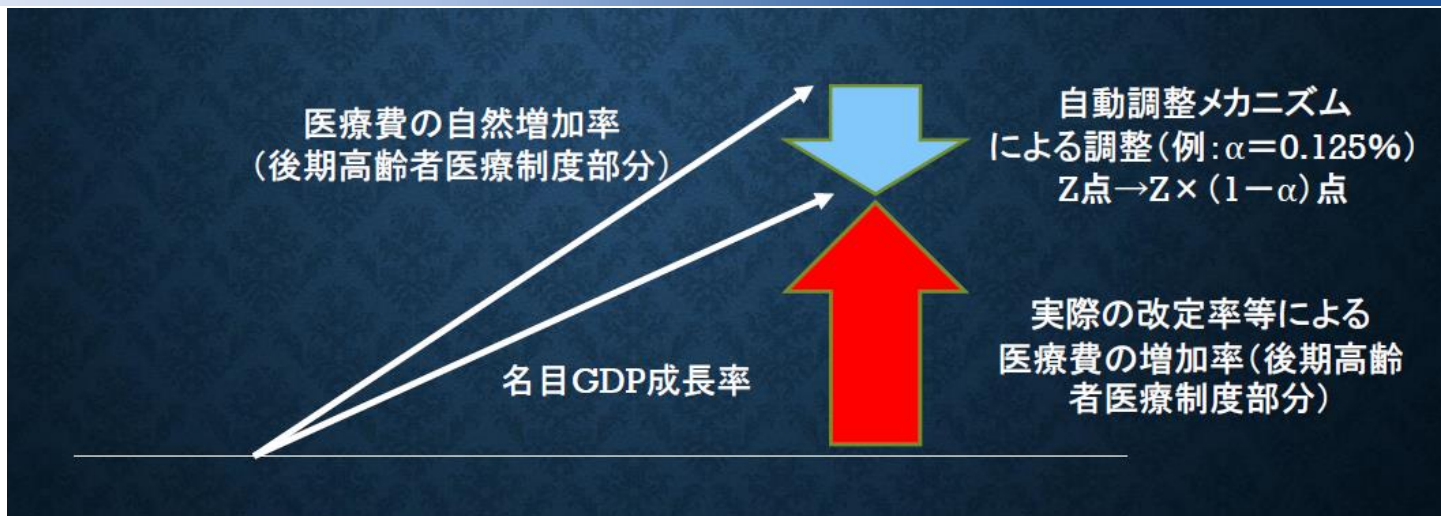 医療費の自然増加率
（後期高齢者医療制度部分）
自動調整メカニズム
による調整（例：α＝0.125%）
Z点→Z×（1－α）点
名目GDP成長率
実際の改定率等による
医療費の増加率（後期高齢
者医療制度部分）